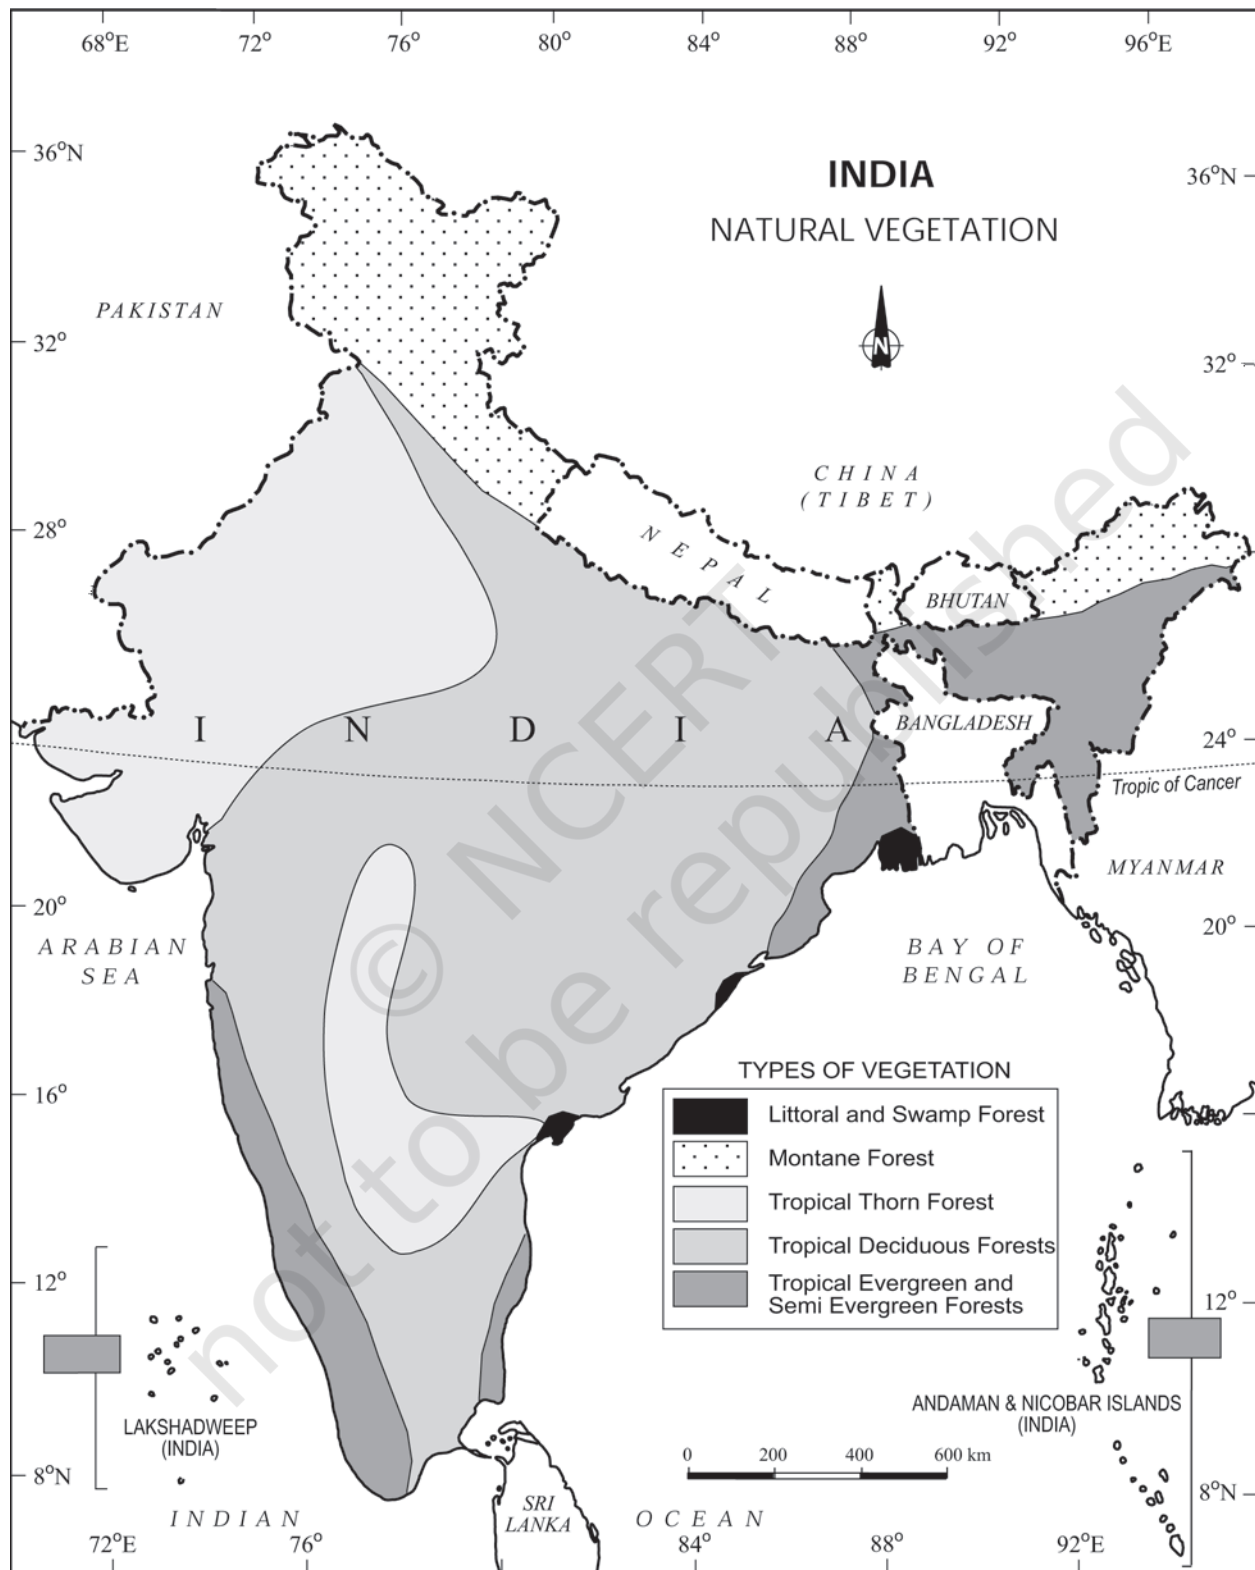 68°E 72° 76° 80° 84° 88° 92° 96°E
36°N
INDIA
36°N
NATURAL VEGETATION
PAKISTAN
N
32°
32°
CHINA
(TIBET)
28°
NEPAL
BHUTAN
I N D I A
BANGLADESH
24°
Tropic of Cancer
MYANMAR
20°
20°
ARABIAN
SEA
BAY OF
BENGAL
© NCERT
not to be republished
16°
TYPES OF VEGETATION
Littoral and Swamp Forest
Montane Forest
Tropical Thorn Forest
Tropical Deciduous Forests
Tropical Evergreen and
Semi Evergreen Forests
12°
12°
LAKSHADWEEP
(INDIA)
ANDAMAN & NICOBAR ISLANDS
(INDIA)
0 200 400 600 km
8°N
8°N
SRI
LANKA
INDIAN OCEAN
72°E 76° 84° 88° 92°E